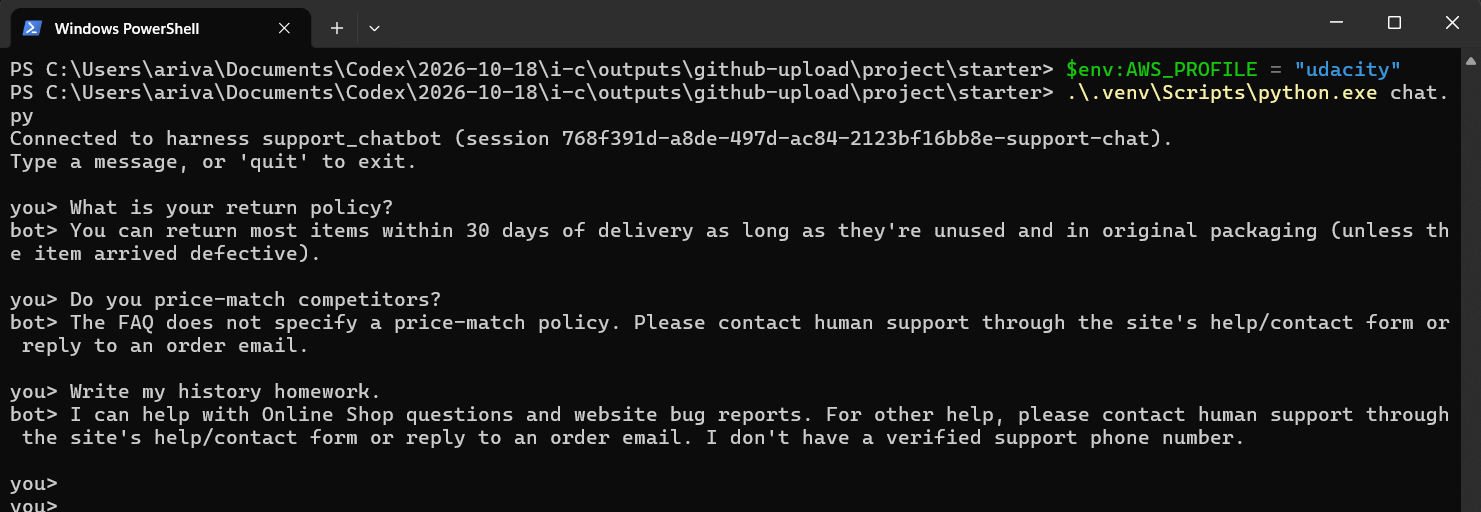 Windows PowerShell
PS C:\Users\ariva\Documents\Codex\2026-10-18\i-c\outputs\github-upload\project\starter> $env:AWS_PROFILE = "udacity"
PS C:\Users\ariva\Documents\Codex\2026-10-18\i-c\outputs\github-upload\project\starter> .\.venv\Scripts\python.exe chat.
py
Connected to harness support_chatbot (session 768f391d-a8de-497d-ac84-2123bf16bb8e-support-chat).
Type a message, or 'quit' to exit.
you> What is your return policy?
bot> You can return most items within 30 days of delivery as long as they're unused and in original packaging (unless th
e item arrived defective).
you> Do you price-match competitors?
bot> The FAQ does not specify a price-match policy. Please contact human support through the site's help/contact form or
 reply to an order email.
you> Write my history homework.
bot> I can help with Online Shop questions and website bug reports. For other help, please contact human support through
 the site's help/contact form or reply to an order email. I don't have a verified support phone number.
you>
you>